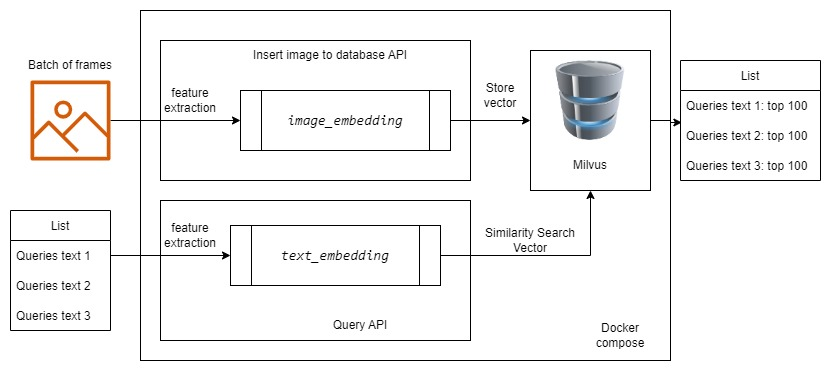 Batch of frames
Insert image to database API
feature
extraction
image_embedding
Store
vector
Milvus
List
Queries text 1: top 100
Queries text 2: top 100
Queries text 3: top 100
List
Queries text 1
Queries text 2
Queries text 3
feature
extraction
text_embedding
Similarity Search
Vector
Query API
Docker
compose